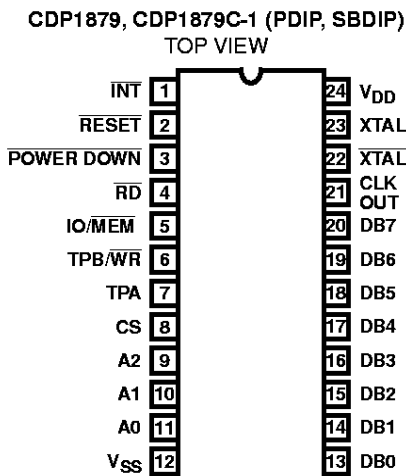 CDP1879, CDP1879C-1 (PDIP, SBDIP)
TOP VIEW
INT 1 24 VDD
RESET 2 23 XTAL
POWER DOWN 3 22 XTAL
RD 4 21 CLK OUT
IO/MEM 5 20 DB7
TPB/WR 6 19 DB6
TPA 7 18 DB5
CS 8 17 DB4
A2 9 16 DB3
A1 10 15 DB2
A0 11 14 DB1
VSS 12 13 DB0